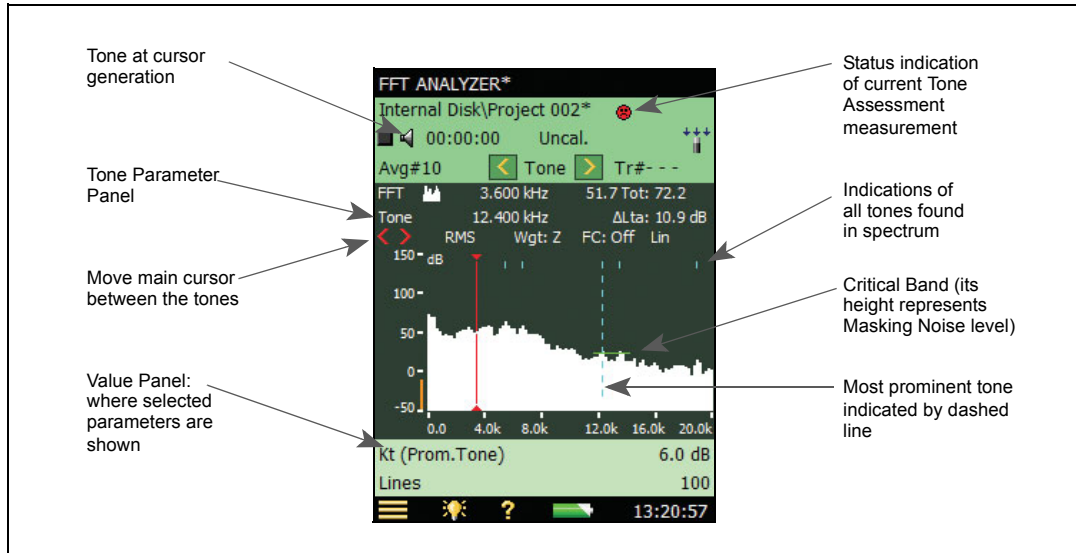 Tone at cursor
generation
Tone Parameter
Panel
Move main cursor
between the tones
Value Panel:
where selected
parameters are
shown
FFT ANALYZER*
Internal Disk\Project 002*
00:00:00 Uncal.
Avg#10 < Tone > Tr#- - -
FFT 3.600 kHz 51.7 Tot: 72.2
Tone 12.400 kHz ΔLta: 10.9 dB
< > RMS Wgt: Z FC: Off Lin
150 dB
100
50
0
-50
0.0 4.0k 8.0k 12.0k 16.0k 20.0k
Kt (Prom.Tone) 6.0 dB
Lines 100
? 13:20:57
Status indication
of current Tone
Assessment
measurement
Indications of
all tones found
in spectrum
Critical Band (its
height represents
Masking Noise level)
Most prominent tone
indicated by dashed
line